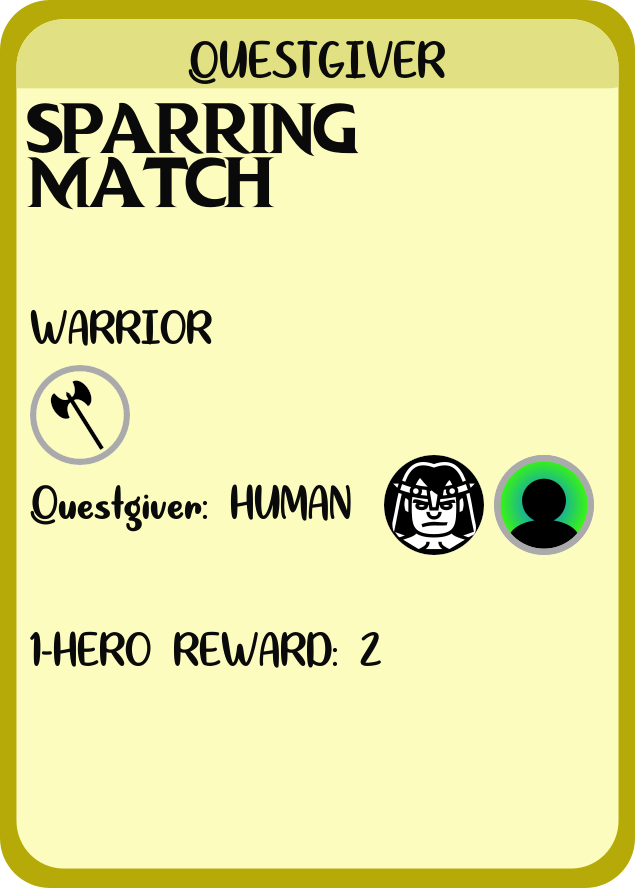 QUESTGIVER
SPARRING
MATCH
WARRIOR
Questgiver: HUMAN
1-HERO REWARD: 2